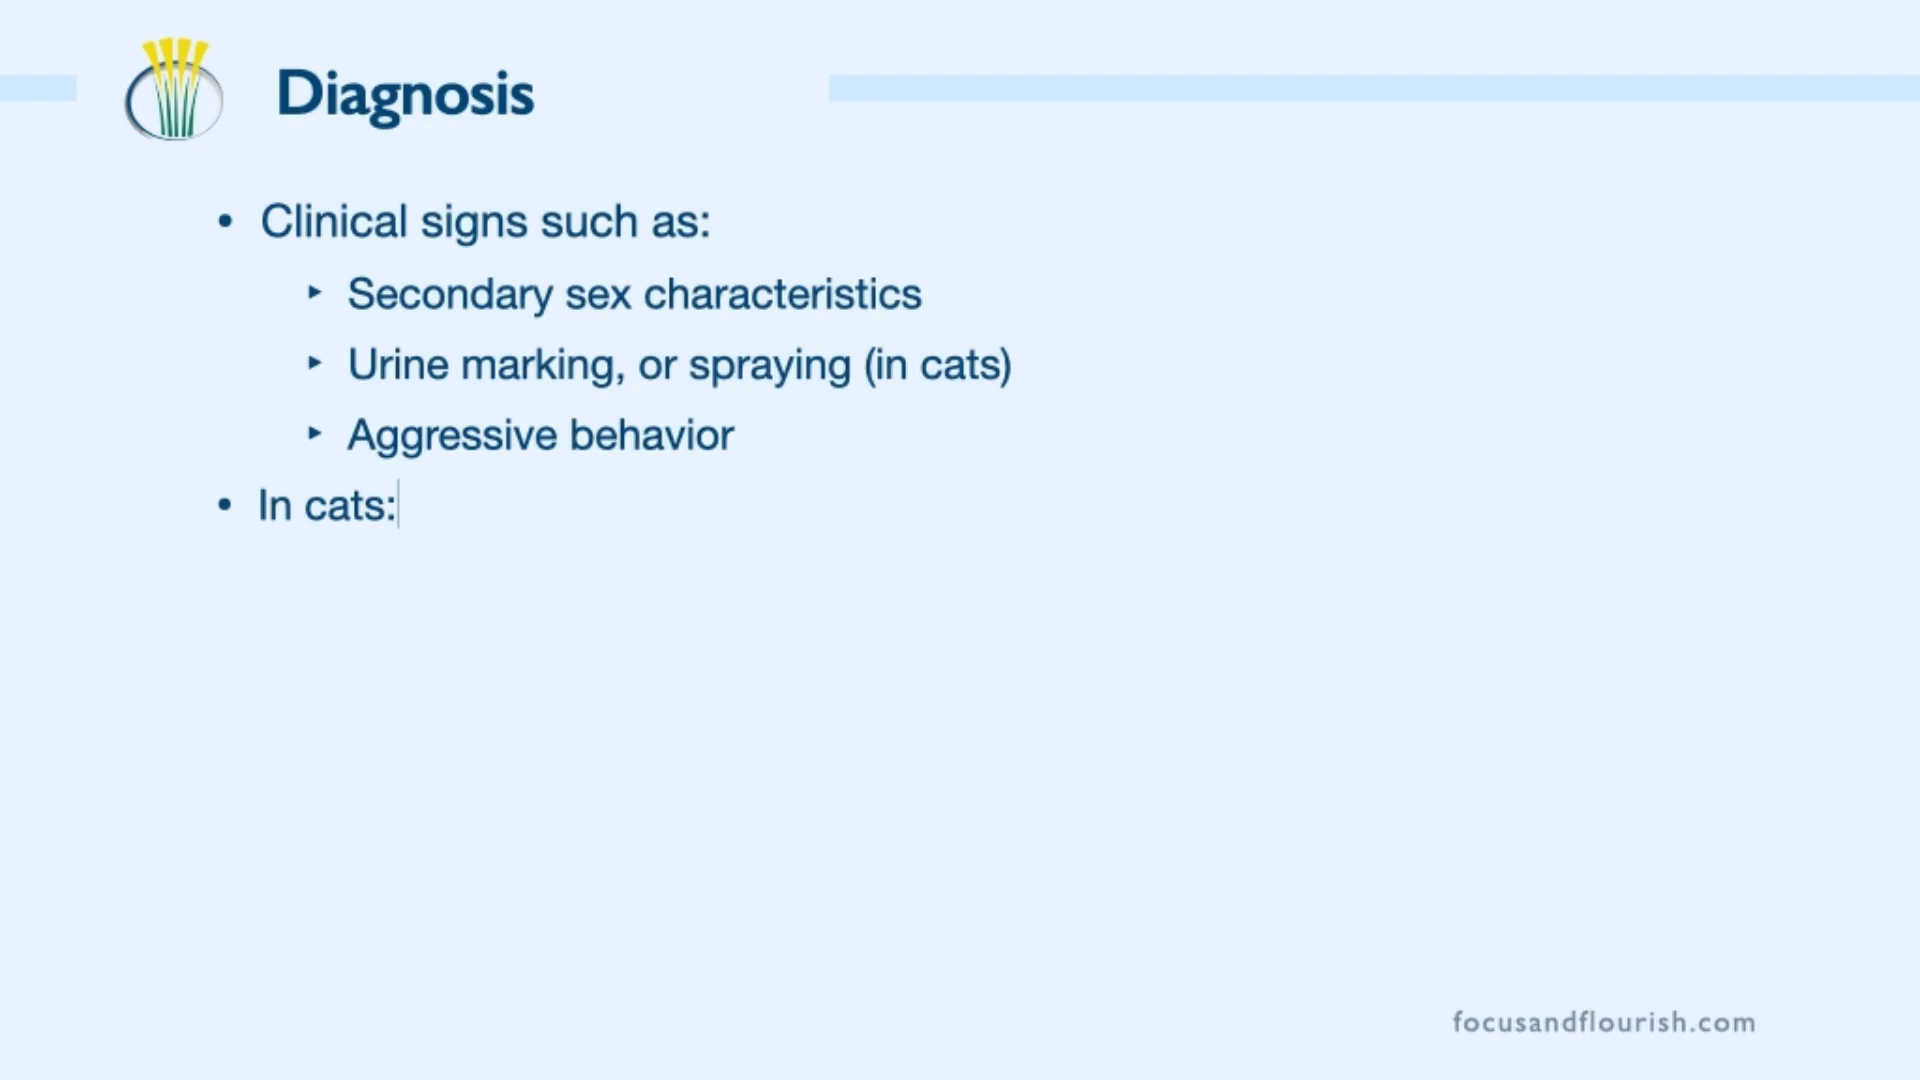 Diagnosis
• Clinical signs such as:
‣ Secondary sex characteristics
‣ Urine marking, or spraying (in cats)
‣ Aggressive behavior
• In cats:
focusandflourish.com